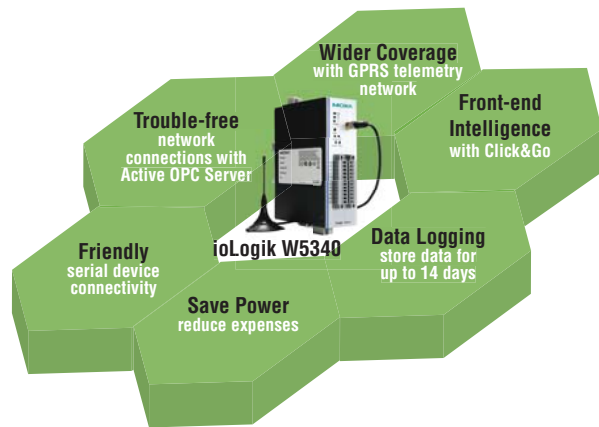 Wider Coverage
with GPRS telemetry
network
Trouble-free
network
connections with
Active OPC Server
Front-end
Intelligence
with Click&Go
MOXA
ioLogik W5340
Friendly
serial device
connectivity
Data Logging
store data for
up to 14 days
Save Power
reduce expenses